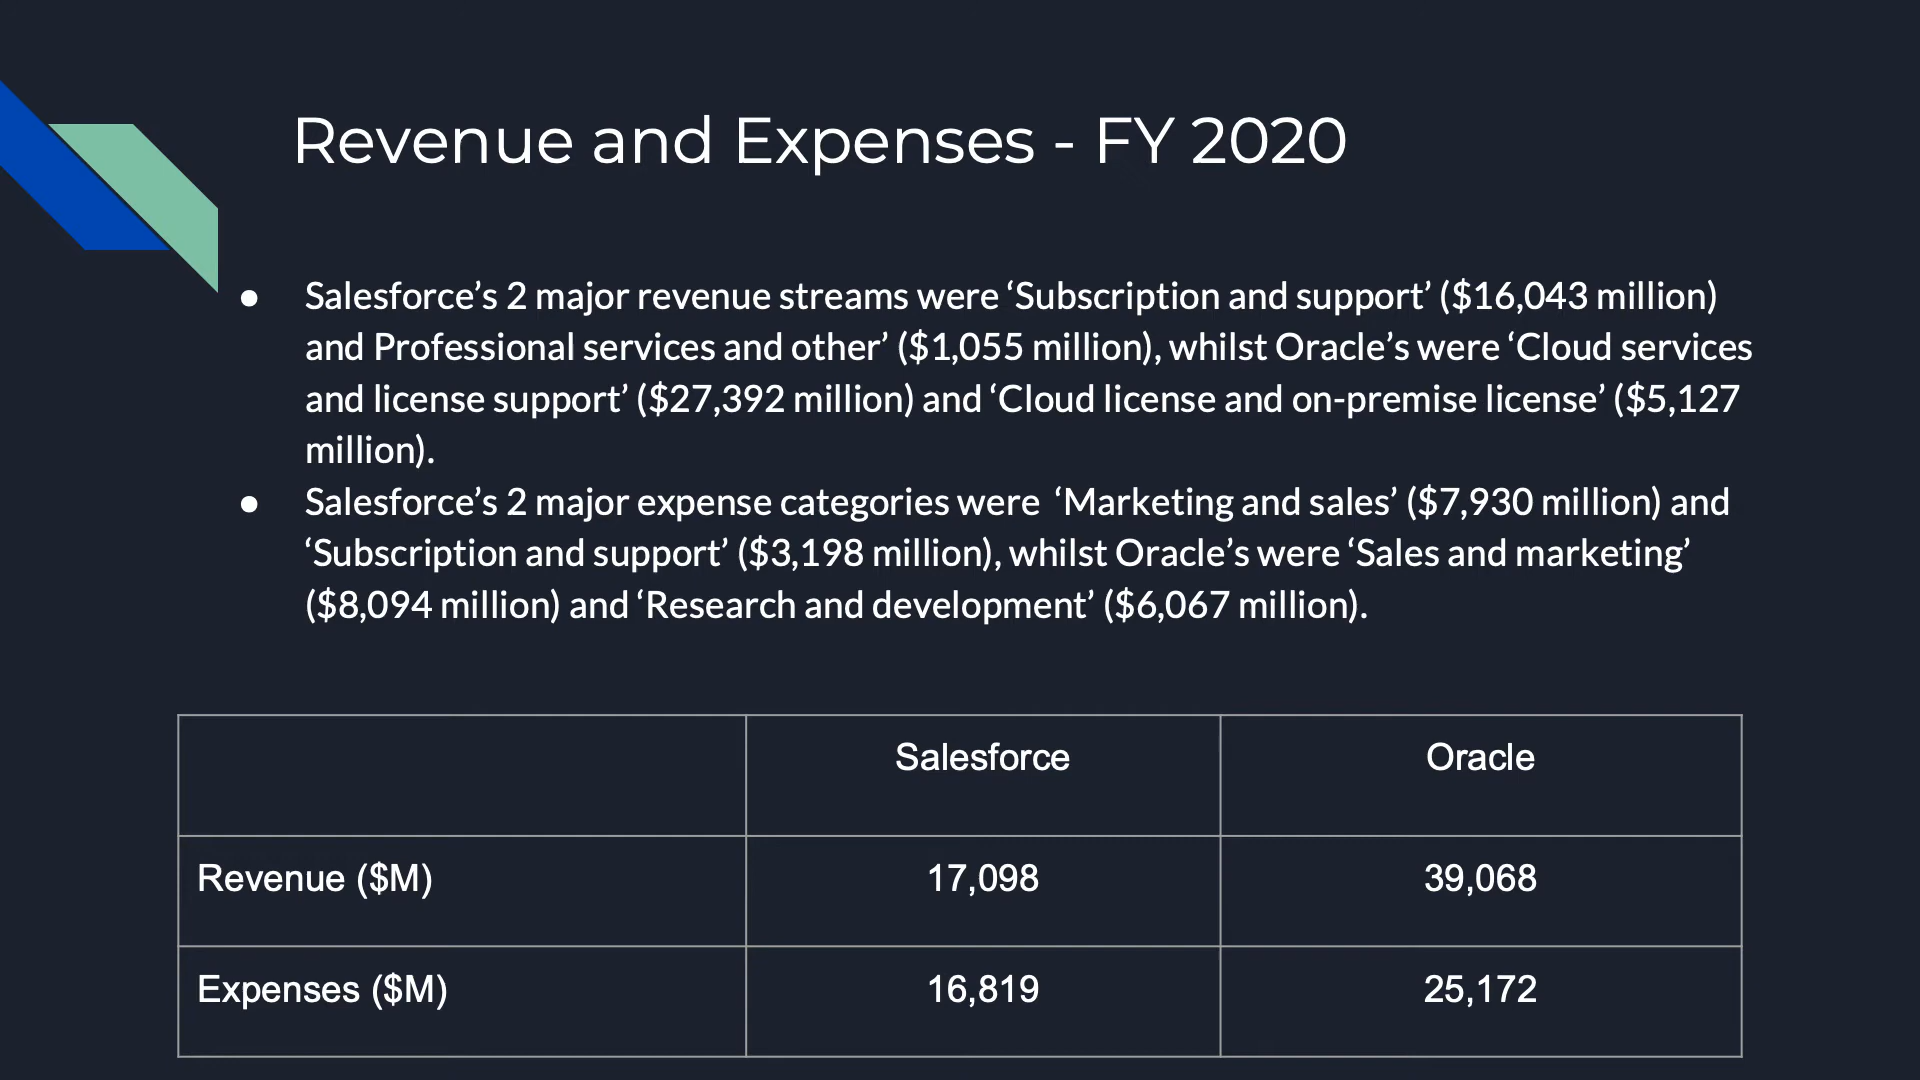 Revenue and Expenses - FY 2020
● Salesforce’s 2 major revenue streams were ‘Subscription and support’ ($16,043 million)
and Professional services and other’ ($1,055 million), whilst Oracle’s were ‘Cloud services
and license support’ ($27,392 million) and ‘Cloud license and on-premise license’ ($5,127
million).
● Salesforce’s 2 major expense categories were  ‘Marketing and sales’ ($7,930 million) and
‘Subscription and support’ ($3,198 million), whilst Oracle’s were ‘Sales and marketing’
($8,094 million) and ‘Research and development’ ($6,067 million).
Salesforce Oracle
Revenue ($M) 17,098 39,068
Expenses ($M) 16,819 25,172